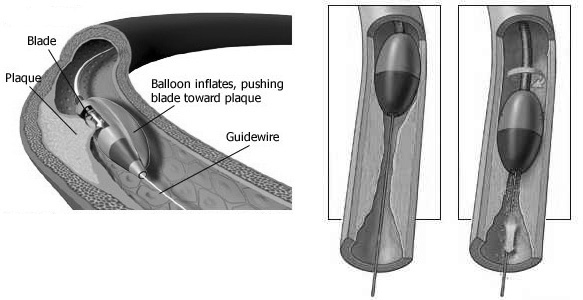 Blade
Plaque
Balloon inflates, pushing
blade toward plaque
Guidewire